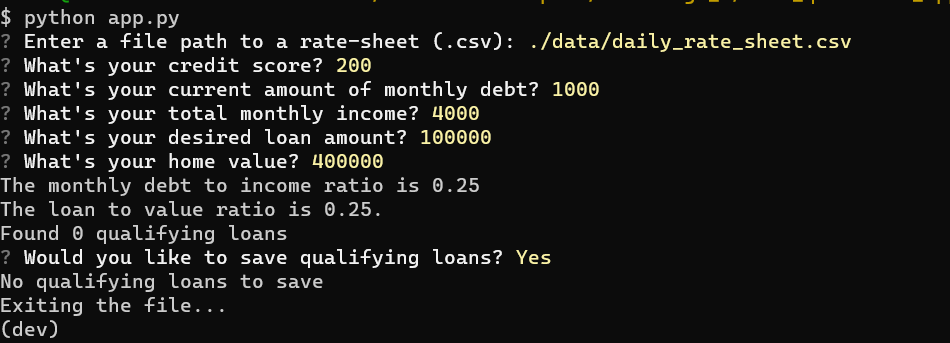 $ python app.py
? Enter a file path to a rate-sheet (.csv): ./data/daily_rate_sheet.csv
? What's your credit score? 200
? What's your current amount of monthly debt? 1000
? What's your total monthly income? 4000
? What's your desired loan amount? 100000
? What's your home value? 400000
The monthly debt to income ratio is 0.25
The loan to value ratio is 0.25.
Found 0 qualifying loans
? Would you like to save qualifying loans? Yes
No qualifying loans to save
Exiting the file...
(dev)